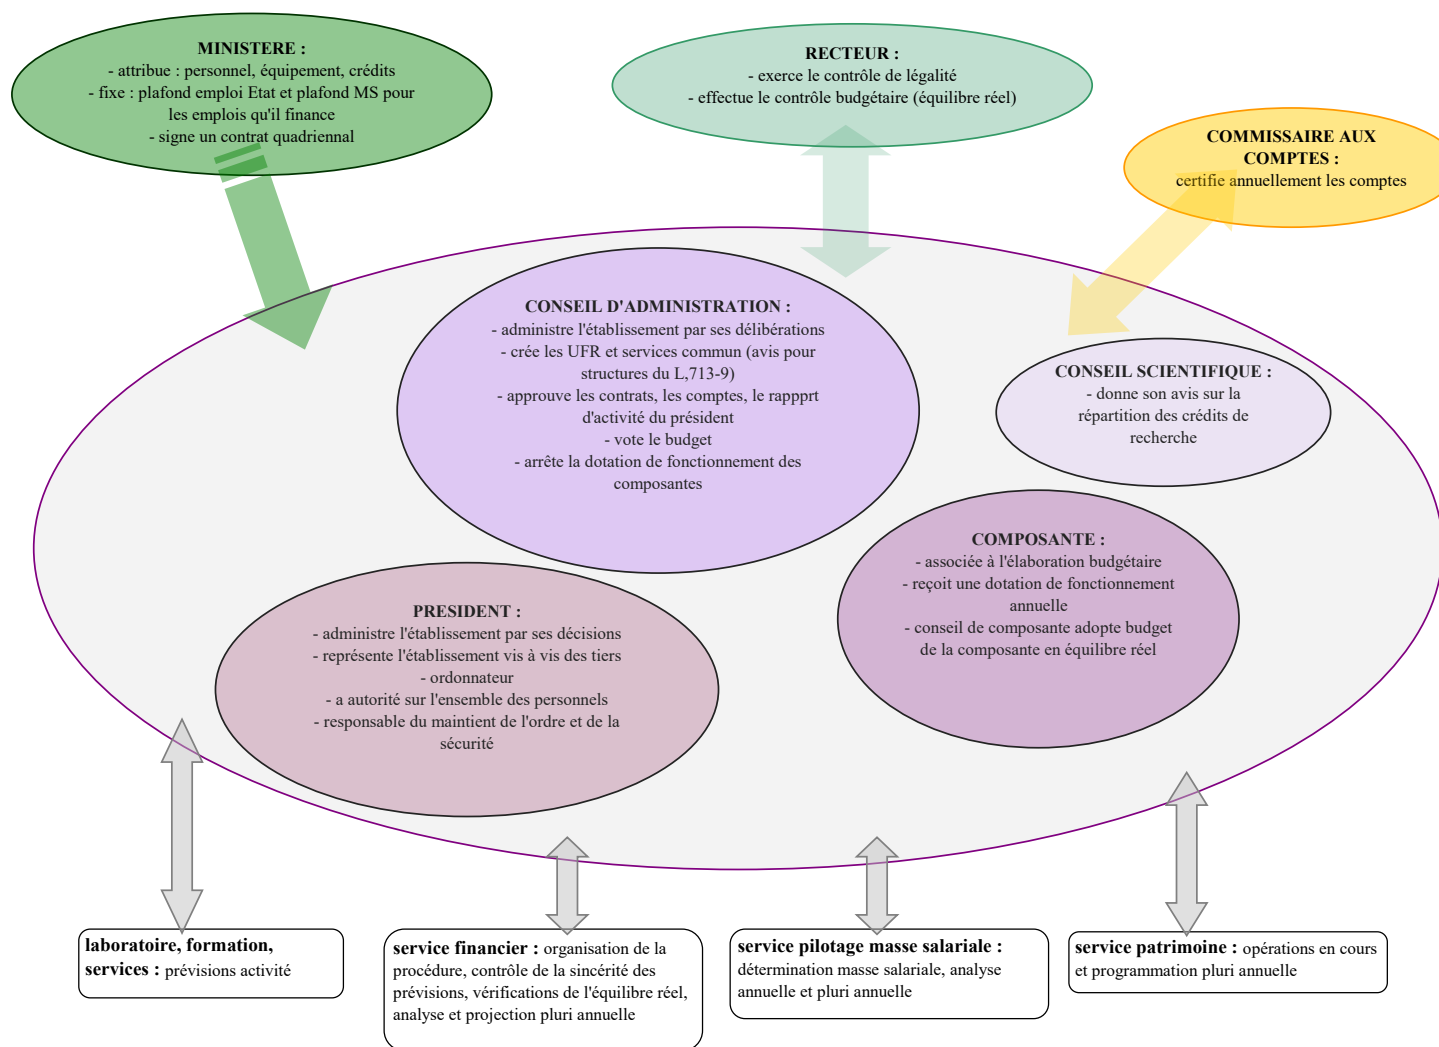 MINISTERE :
- attribue : personnel, équipement, crédits
- fixe : plafond emploi Etat et plafond MS pour
les emplois qu'il finance
- signe un contrat quadriennal
RECTEUR :
- exerce le contrôle de légalité
- effectue le contrôle budgétaire (équilibre réel)
COMMISSAIRE AUX
COMPTES :
certifie annuellement les comptes
CONSEIL D'ADMINISTRATION :
- administre l'établissement par ses délibérations
- crée les UFR et services commun (avis pour
structures du L,713-9)
- approuve les contrats, les comptes, le rappprt
d'activité du président
- vote le budget
- arrête la dotation de fonctionnement des
composantes
CONSEIL SCIENTIFIQUE :
- donne son avis sur la
répartition des crédits de
recherche
COMPOSANTE :
- associée à l'élaboration budgétaire
- reçoit une dotation de fonctionnement
annuelle
- conseil de composante adopte budget
de la composante en équilibre réel
PRESIDENT :
- administre l'établissement par ses décisions
- représente l'établissement vis à vis des tiers
- ordonnateur
- a autorité sur l'ensemble des personnels
- responsable du maintient de l'ordre et de la
sécurité
laboratoire, formation,
services : prévisions activité
service financier : organisation de la
procédure, contrôle de la sincérité des
prévisions, vérifications de l'équilibre réel,
analyse et projection pluri annuelle
service pilotage masse salariale :
détermination masse salariale, analyse
annuelle et pluri annuelle
service patrimoine : opérations en cours
et programmation pluri annuelle